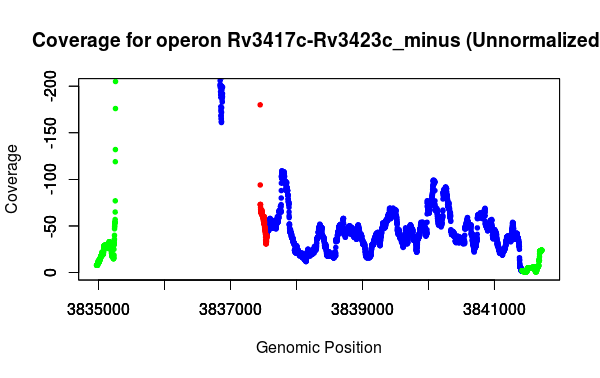 Coverage for operon Rv3417c-Rv3423c_minus (Unnormalized
-200
-150
-100
-50
0
Coverage
3835000 3837000 3839000 3841000
Genomic Position